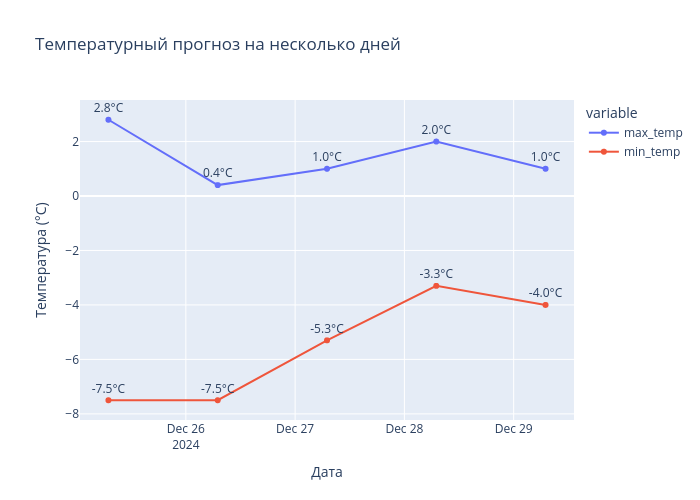 Температурный прогноз на несколько дней
variable
max_temp
min_temp
2.8°C
0.4°C
1.0°C
2.0°C
1.0°C
-7.5°C
-7.5°C
-5.3°C
-3.3°C
-4.0°C
2
0
−2
−4
−6
−8
Температура (°C)
Dec 26
2024
Dec 27
Dec 28
Dec 29
Дата